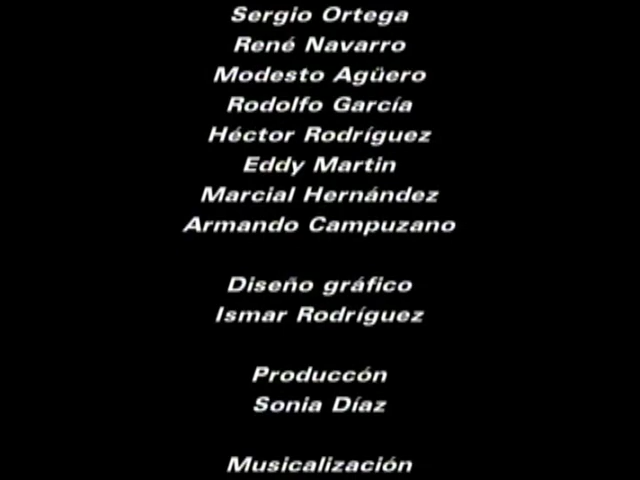 Sergio Ortega
René Navarro
Modesto Agüero
Rodolfo García
Héctor Rodríguez
Eddy Martin
Marcial Hernández
Armando Campuzano
Diseño gráfico
Ismar Rodríguez
Produccón
Sonia Díaz
Musicalización